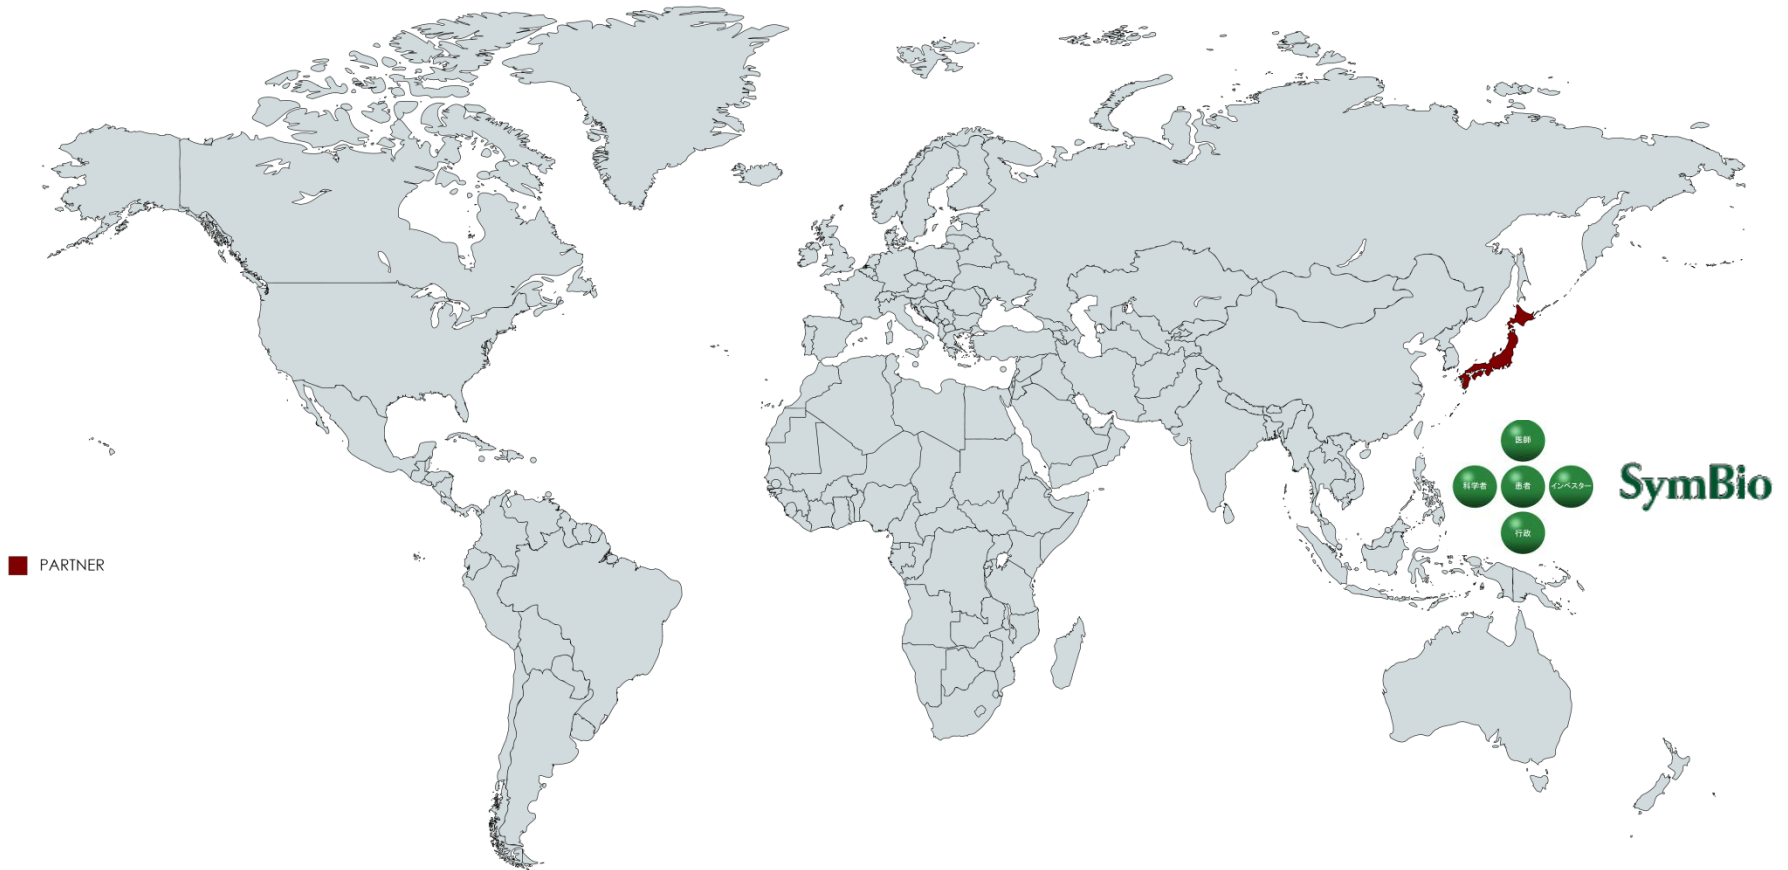 医師
科学者 患者 インベスター
行政
SymBio
PARTNER